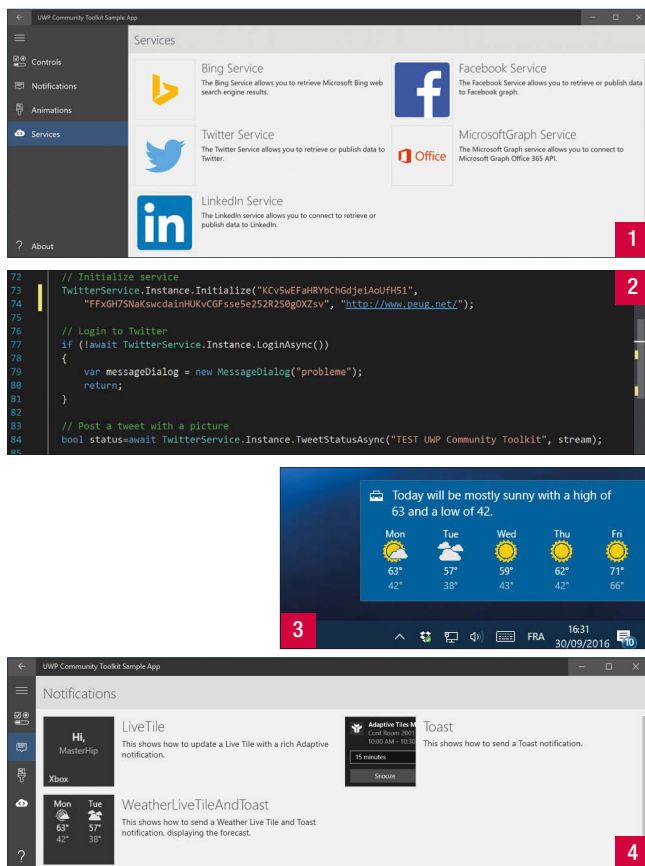 UWP Community Toolkit Sample App
Services
Controls
Notifications
Animations
Services
About
Bing Service
The Bing Service allows you to retrieve Microsoft Bing web
search engine results.
Facebook Service
The Facebook Service allows you to retrieve or publish data
to Facebook graph.
Twitter Service
The Twitter Service allows you to retrieve or publish data to
Twitter.
Office
MicrosoftGraph Service
The Microsoft Graph service allows you to connect to
Microsoft Graph Office 365 API.
in
LinkedIn Service
The LinkedIn service allows you to connect to retrieve or
publish data to LinkedIn.
1
2
72 // Initialize service
73 TwitterService.Instance.Initialize("KCv5wEFaHRYbChGdjeiAoUfH51",
74 "FFxGH7SNaKswcdainHUKvCGFsse5e252R2S0gOXZsv", "http://www.peug.net/");
75
76 // Login to Twitter
77 if (!await TwitterService.Instance.LoginAsync())
78 {
79 var messageDialog = new MessageDialog("probleme");
80 return;
81 }
82
83 // Post a tweet with a picture
84 bool status=await TwitterService.Instance.TweetStatusAsync("TEST UWP Community Toolkit", stream);
85
Today will be mostly sunny with a high of
63 and a low of 42.
Mon Tue Wed Thu Fri
63° 57° 59° 62° 71°
42° 38° 43° 42° 66°
3
FRA
16:31
30/09/2016
10
UWP Community Toolkit Sample App
Notifications
Hi,
MasterHip
Xbox
LiveTile
This shows how to update a Live Tile with a rich Adaptive
notification.
Adaptive Tiles M
Conf Room 2001
10:00 AM - 10:30
15 minutes
Snooze
Toast
This shows how to send a Toast notification.
Mon Tue
63° 57°
42° 38°
WeatherLiveTileAndToast
This shows how to send a Weather Live Tile and Toast
notification, displaying the forecast.
4